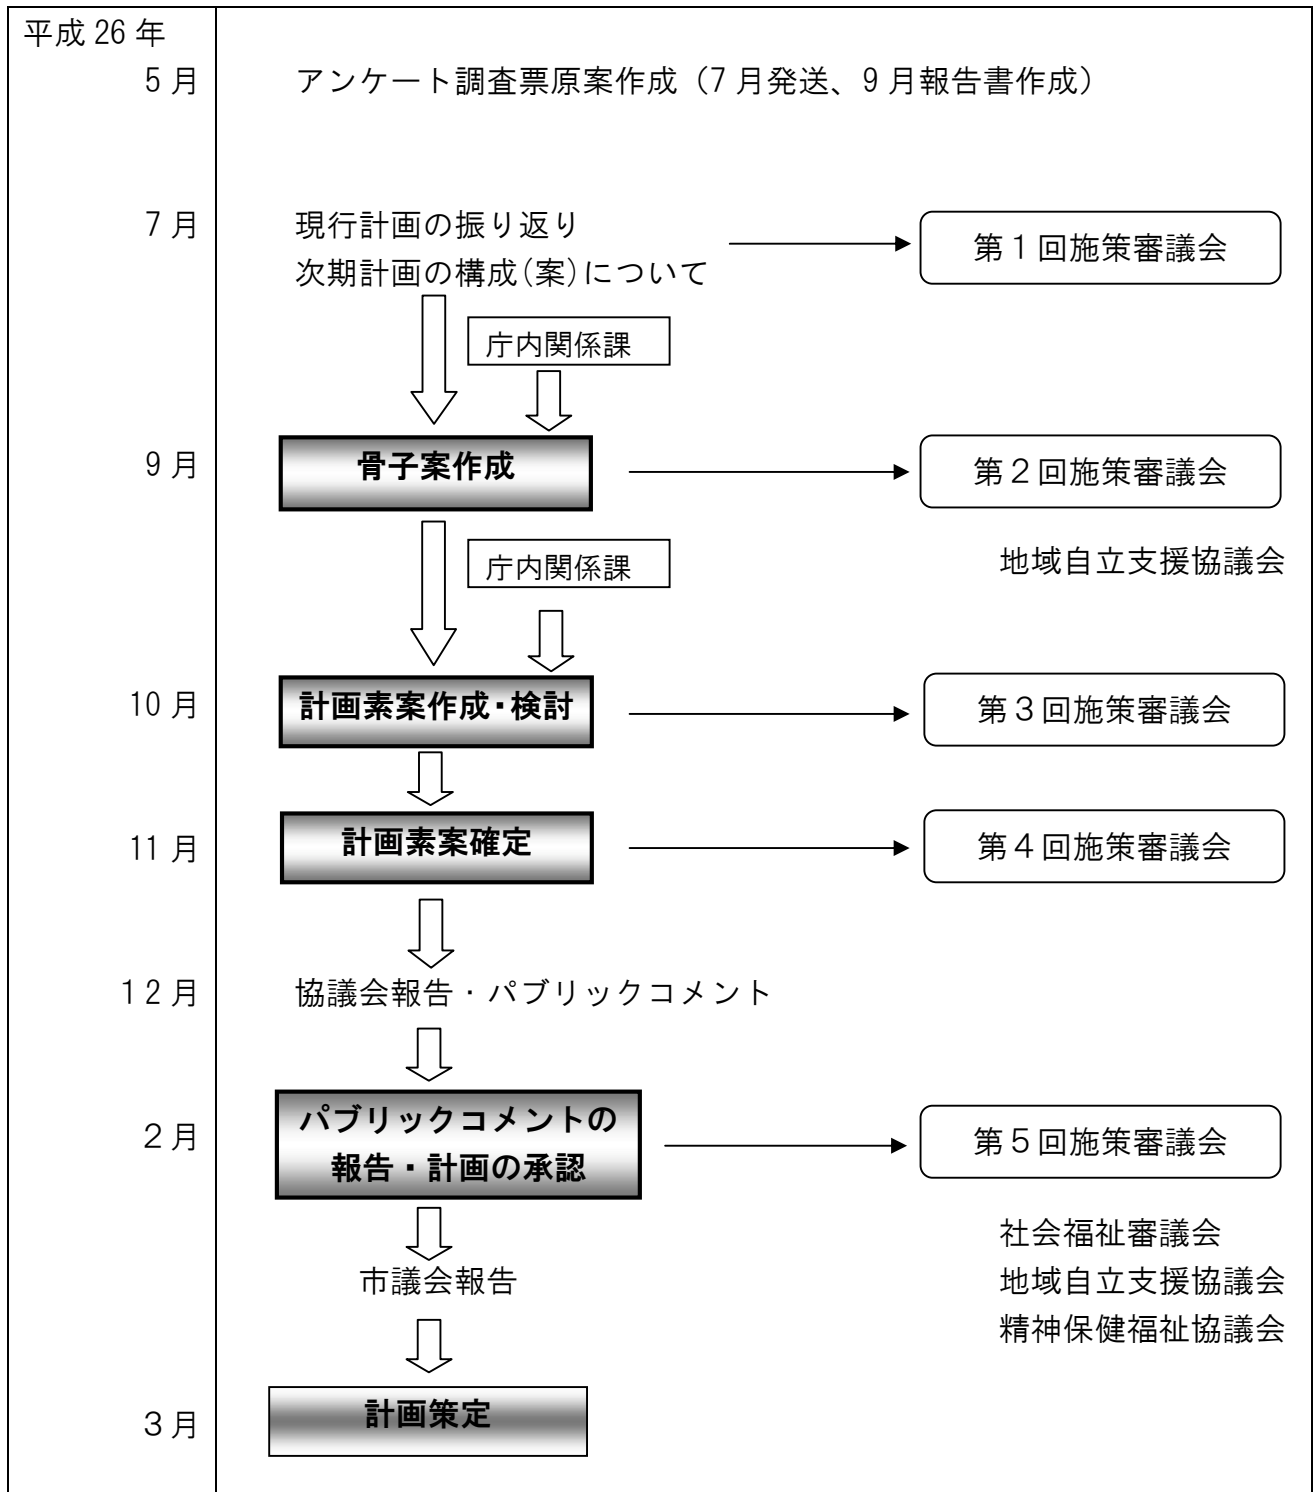 平成 26 年
5 月
アンケート調査票原案作成（7 月発送、9 月報告書作成）
7 月
現行計画の振り返り
次期計画の構成(案)について
第１回施策審議会
庁内関係課
9 月
骨子案作成
第２回施策審議会
地域自立支援協議会
庁内関係課
10 月
計画素案作成・検討
第３回施策審議会
11 月
計画素案確定
第４回施策審議会
１２月
協議会報告・パブリックコメント
２月
パブリックコメントの
報告・計画の承認
第５回施策審議会
市議会報告
社会福祉審議会
地域自立支援協議会
精神保健福祉協議会
３月
計画策定